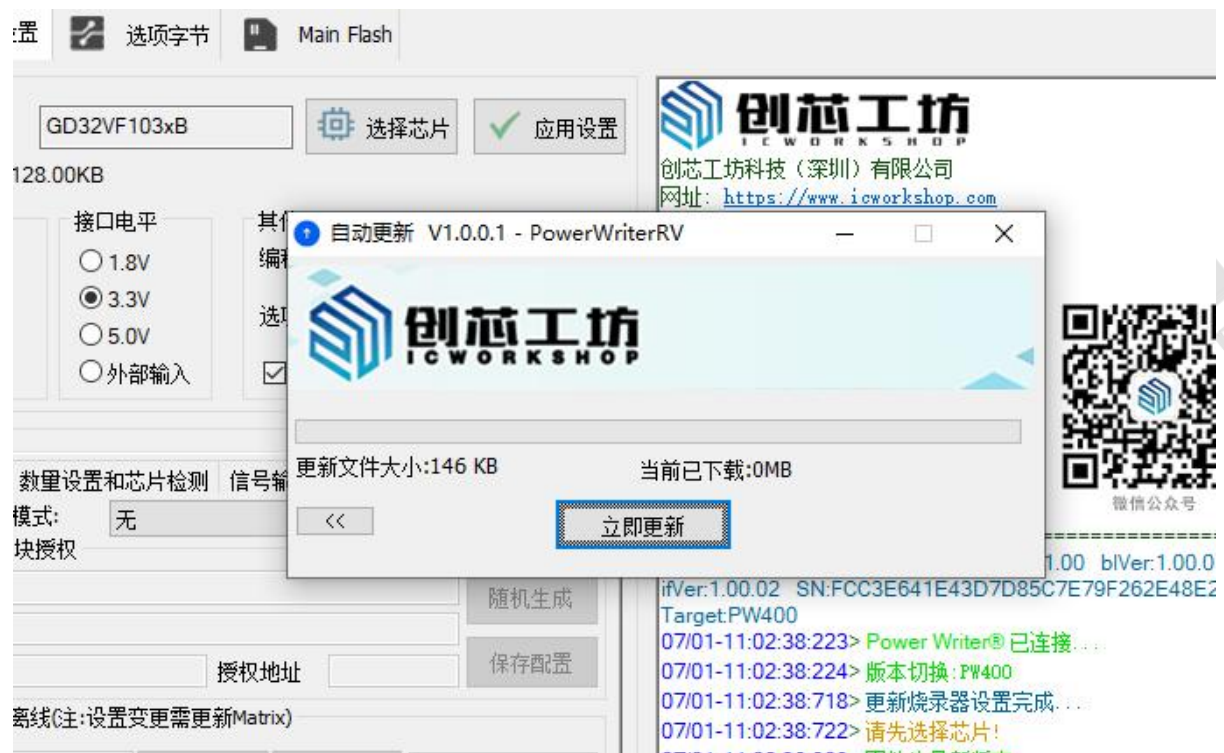 置 选项字节 Main Flash
GD32VF103xB 选择芯片 应用设置
128.00KB
接口电平
1.8V
3.3V
5.0V
外部输入
创芯工坊
ICWORKSHOP
创芯工坊科技（深圳）有限公司
网址: https://www.icworkshop.com
自动更新 V1.0.0.1 - PowerWriterRV
创芯工坊
ICWORKSHOP
更新文件大小:146 KB 当前已下载:0MB
<< 立即更新
微信公众号
数量设置和芯片检测 信号输
模式: 无
块授权
随机生成
授权地址 保存配置
离线(注:设置变更需更新Matrix)
1.00 blVer:1.00.0
ifVer:1.00.02 SN:FCC3E641E43D7D85C7E79F262E48E2
Target:PW400
07/01-11:02:38:223> Power Writer® 已连接....
07/01-11:02:38:224> 版本切换:PW400
07/01-11:02:38:718> 更新烧录器设置完成...
07/01-11:02:38:722> 请先选择芯片!